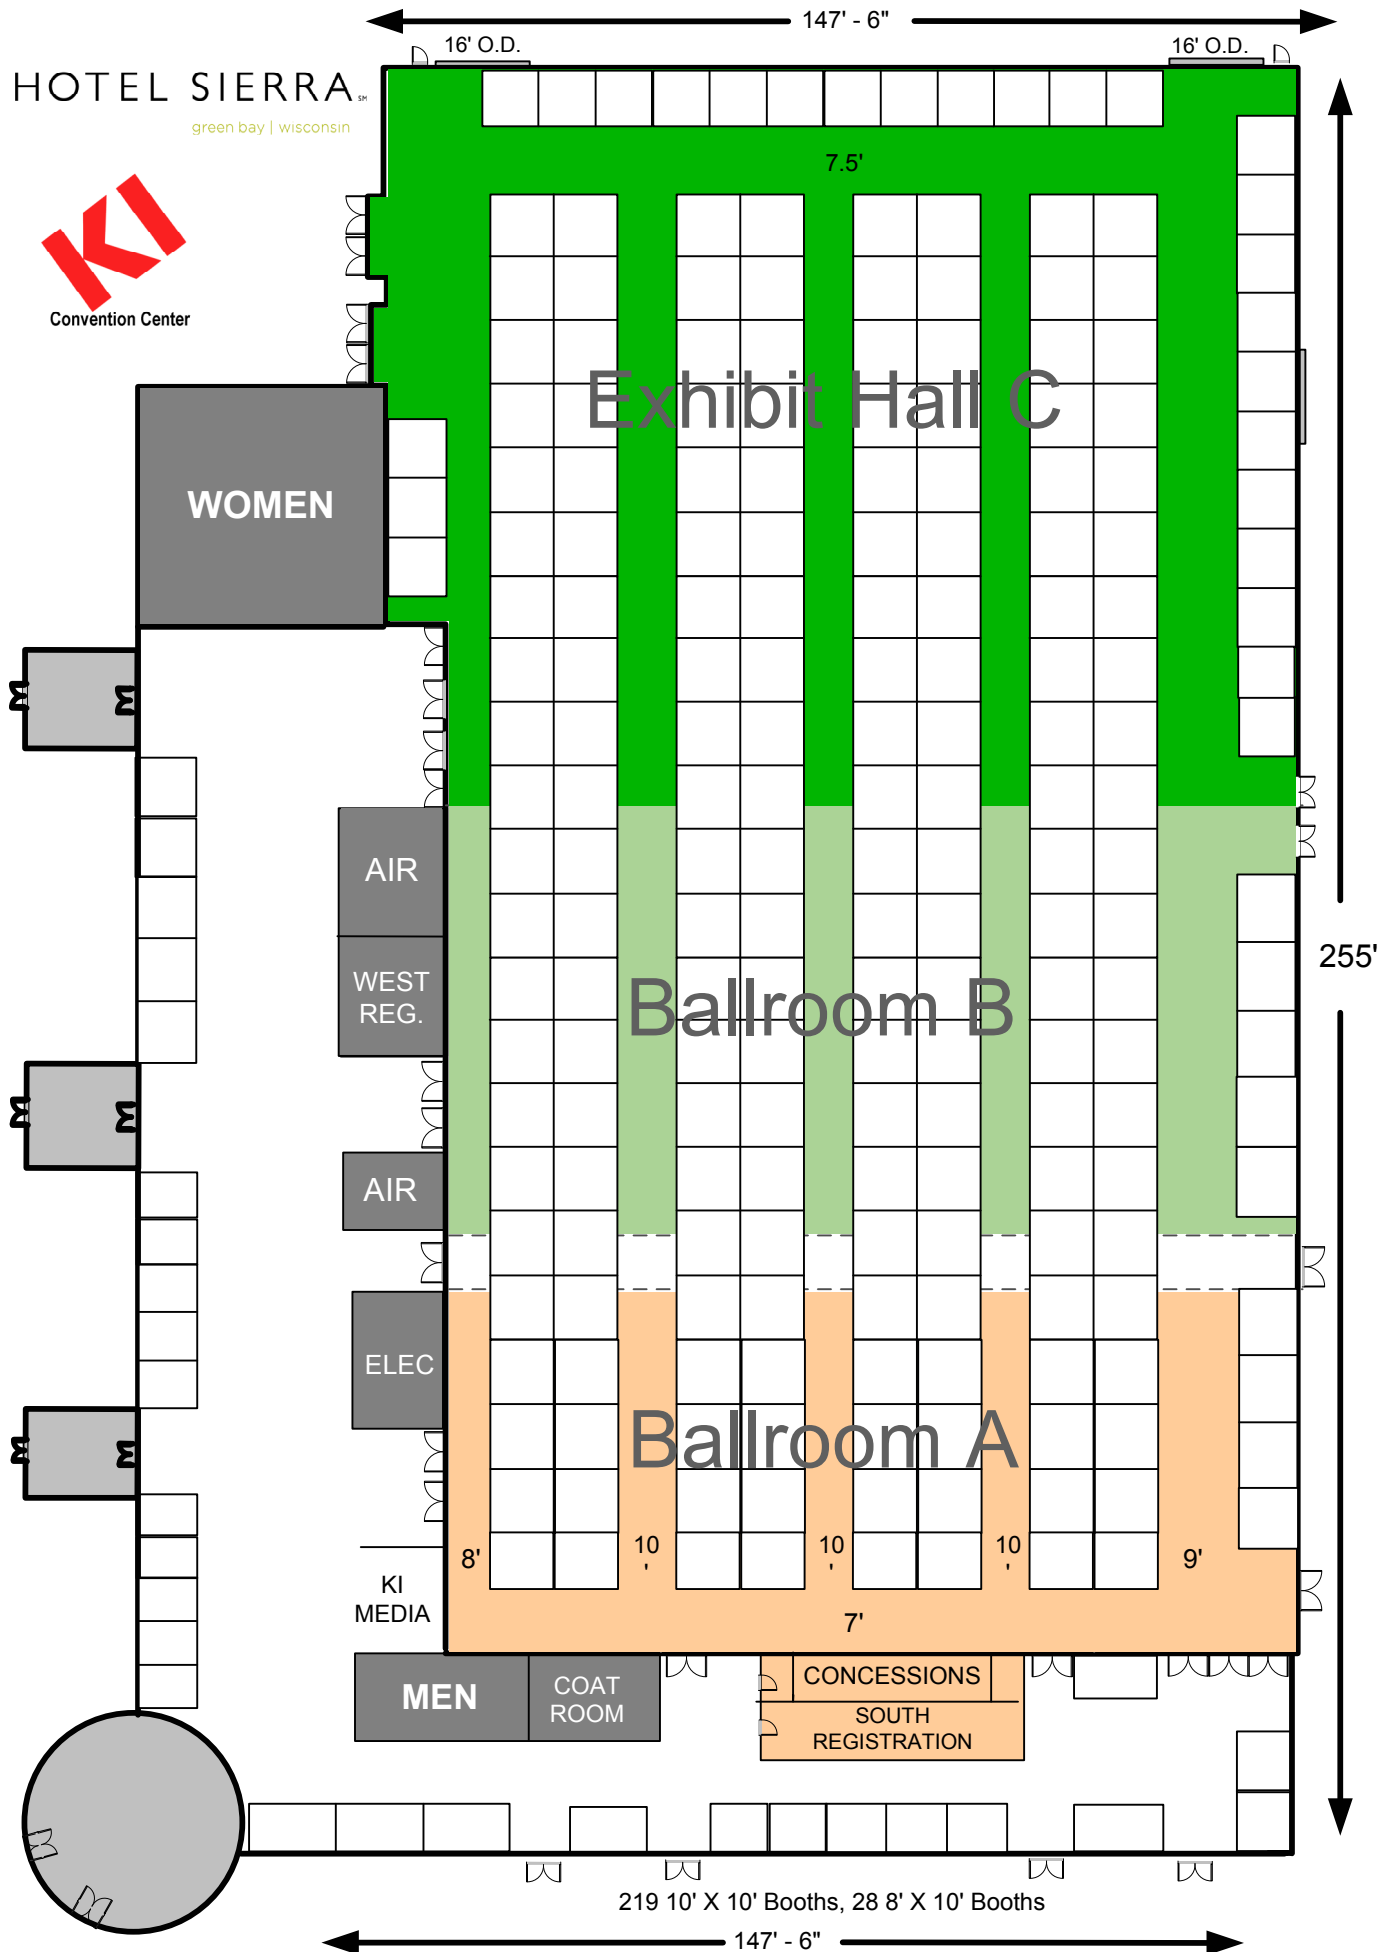 147' - 6"
16' O.D.
16' O.D.
HOTEL SIERRA SM
green bay | wisconsin
7.5'
KI
Convention Center
Exhibit Hall C
WOMEN
AIR
255'
WEST
REG.
Ballroom B
AIR
ELEC
Ballroom A
8'
10
'
10
'
10
'
9'
KI
MEDIA
7'
MEN
COAT
ROOM
CONCESSIONS
SOUTH
REGISTRATION
219 10' X 10' Booths, 28 8' X 10' Booths
147' - 6"